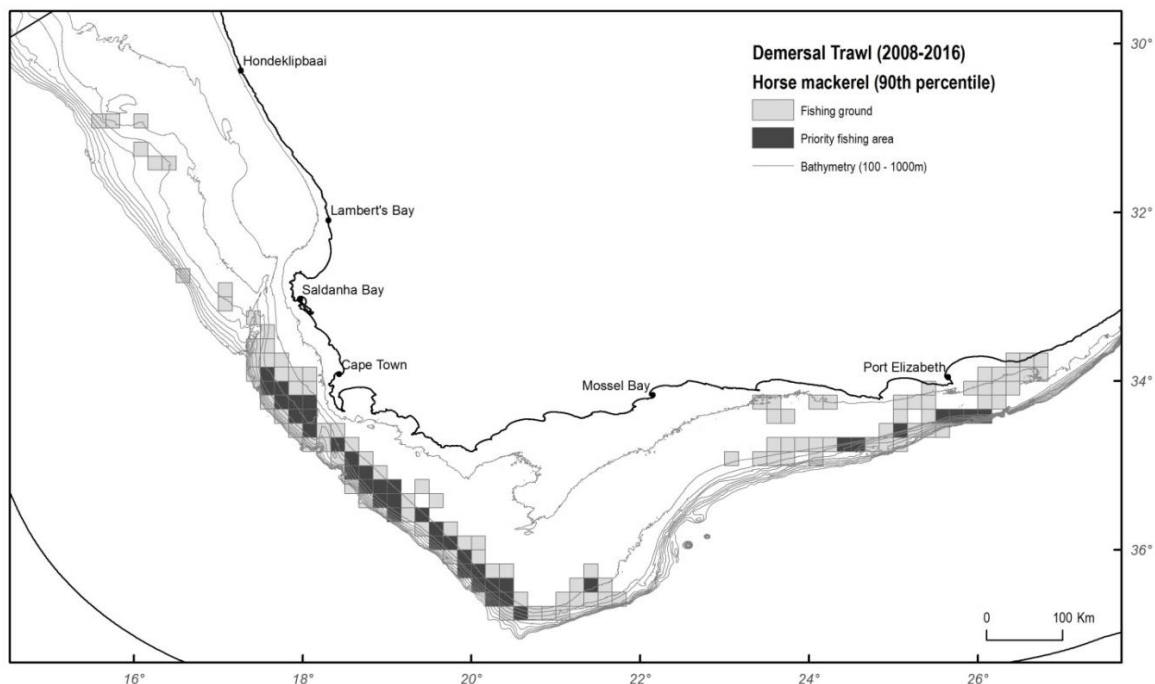 Hondeklipbaai
Lambert's Bay
Saldanha Bay
Cape Town
Mossel Bay
Port Elizabeth
Demersal Trawl (2008-2016)
Horse mackerel (90th percentile)
Fishing ground
Priority fishing area
Bathymetry (100 - 1000m)
30°
32°
34°
36°
0 100 Km
16° 18° 20° 22° 24° 26°